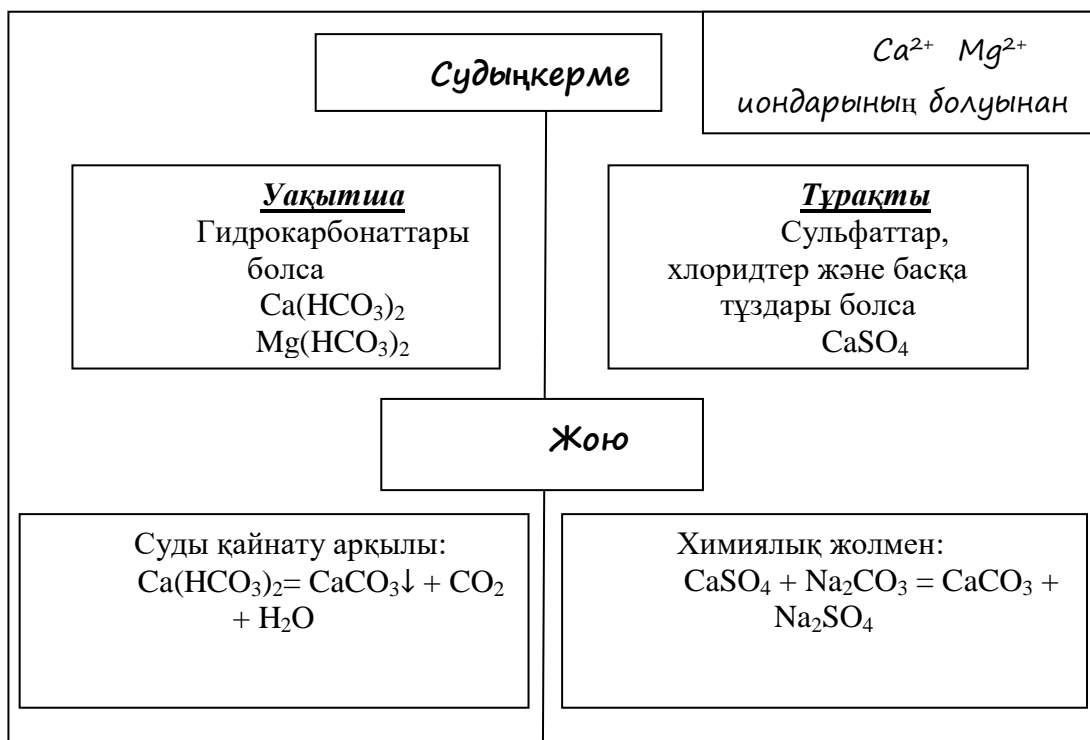 Судыңкерме
Ca²⁺ Mg²⁺
иондарының болуынан
Уақытша
Гидрокарбонаттары
болса
Ca(HCO₃)₂
Mg(HCO₃)₂
Тұрақты
Сульфаттар,
хлоридтер және басқа
тұздары болса
CaSO₄
Жою
Суды қайнату арқылы:
Ca(HCO₃)₂= CaCO₃↓ + CO₂
+ H₂O
Химиялық жолмен:
CaSO₄ + Na₂CO₃ = CaCO₃ +
Na₂SO₄